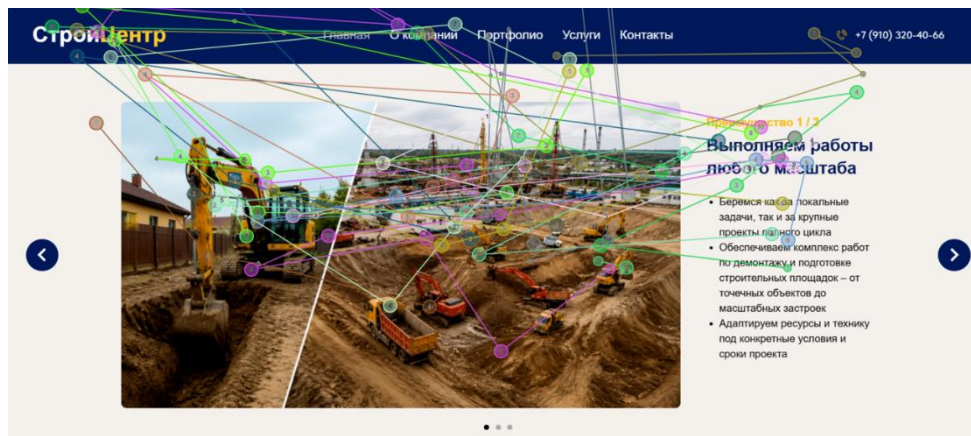 СтройЦентр
Главная О компании Портфолио Услуги Контакты
+7 (910) 320-40-66
Преимущество 1 / 3
Выполняем работы
любого масштаба
• Беремся как за локальные
задачи, так и за крупные
проекты полного цикла
• Обеспечиваем комплекс работ
по демонтажу и подготовке
строительных площадок – от
точечных объектов до
масштабных застроек
• Адаптируем ресурсы и технику
под конкретные условия и
сроки проекта